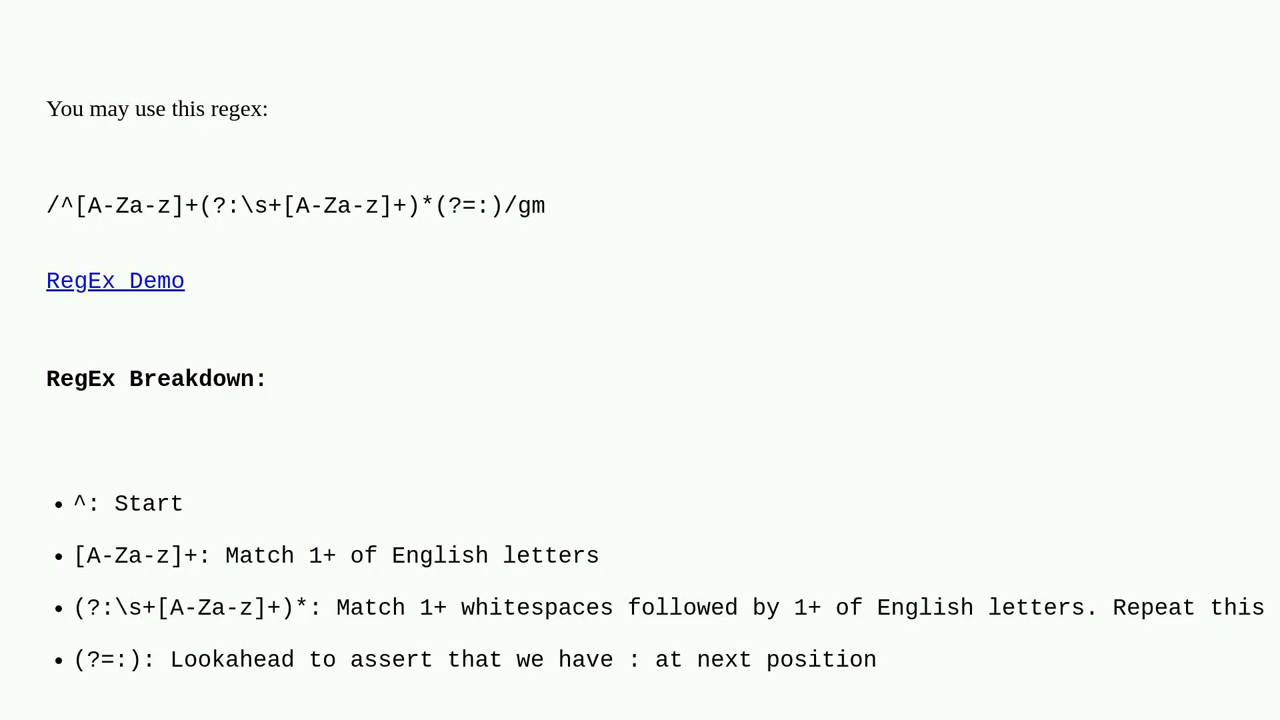 You may use this regex:
/^[A-Za-z]+(?:\s+[A-Za-z]+)*(?=:)/gm
RegEx Demo
RegEx Breakdown:
• ^: Start
• [A-Za-z]+: Match 1+ of English letters
• (?:\s+[A-Za-z]+)*: Match 1+ whitespaces followed by 1+ of English letters. Repeat this
• (?=:): Lookahead to assert that we have : at next position